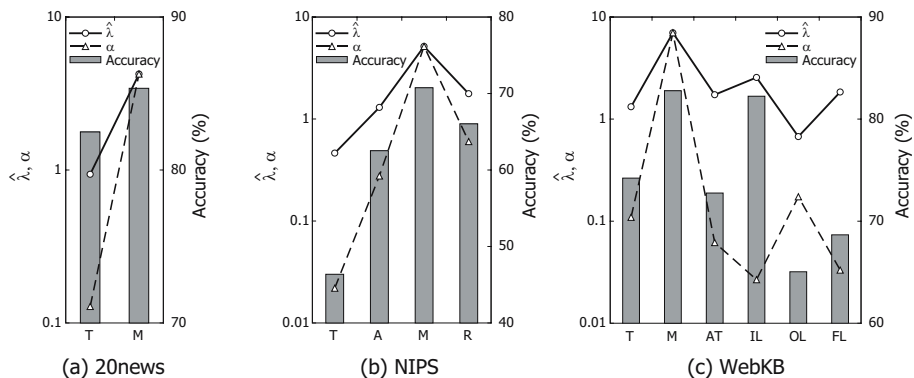 10
90
10
80
10
90
λ̂
α
Accuracy
λ̂
α
Accuracy
λ̂
α
Accuracy
70
80
1
1
λ̂, α
1
80
Accuracy (%)
λ̂, α
60
Accuracy (%)
λ̂, α
Accuracy (%)
0.1
0.1
70
50
0.1
70
0.01
40
0.01
60
T M
T A M R
T M AT IL OL FL
(a) 20news
(b) NIPS
(c) WebKB